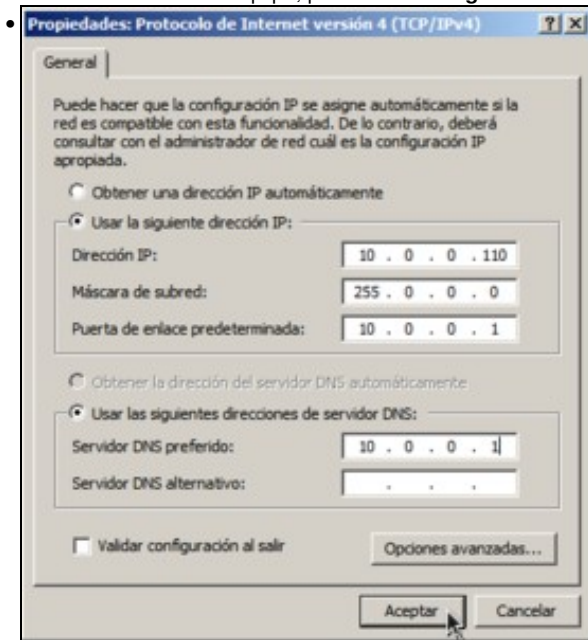 Propiedades: Protocolo de Internet versión 4 (TCP/IPv4)
General
Puede hacer que la configuración IP se asigne automáticamente si la
red es compatible con esta funcionalidad. De lo contrario, deberá
consultar con el administrador de red cuál es la configuración IP
apropiada.
Obtener una dirección IP automáticamente
Usar la siguiente dirección IP:
Dirección IP: 10 . 0 . 0 . 110
Máscara de subred: 255 . 0 . 0 . 0
Puerta de enlace predeterminada: 10 . 0 . 0 . 1
Obtener la dirección del servidor DNS automáticamente
Usar las siguientes direcciones de servidor DNS:
Servidor DNS preferido: 10 . 0 . 0 . 1
Servidor DNS alternativo: . . .
Validar configuración al salir Opciones avanzadas...
Aceptar Cancelar